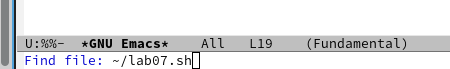 U:%%-  *GNU Emacs*    All   L19    (Fundamental)
Find file: ~/lab07.sh